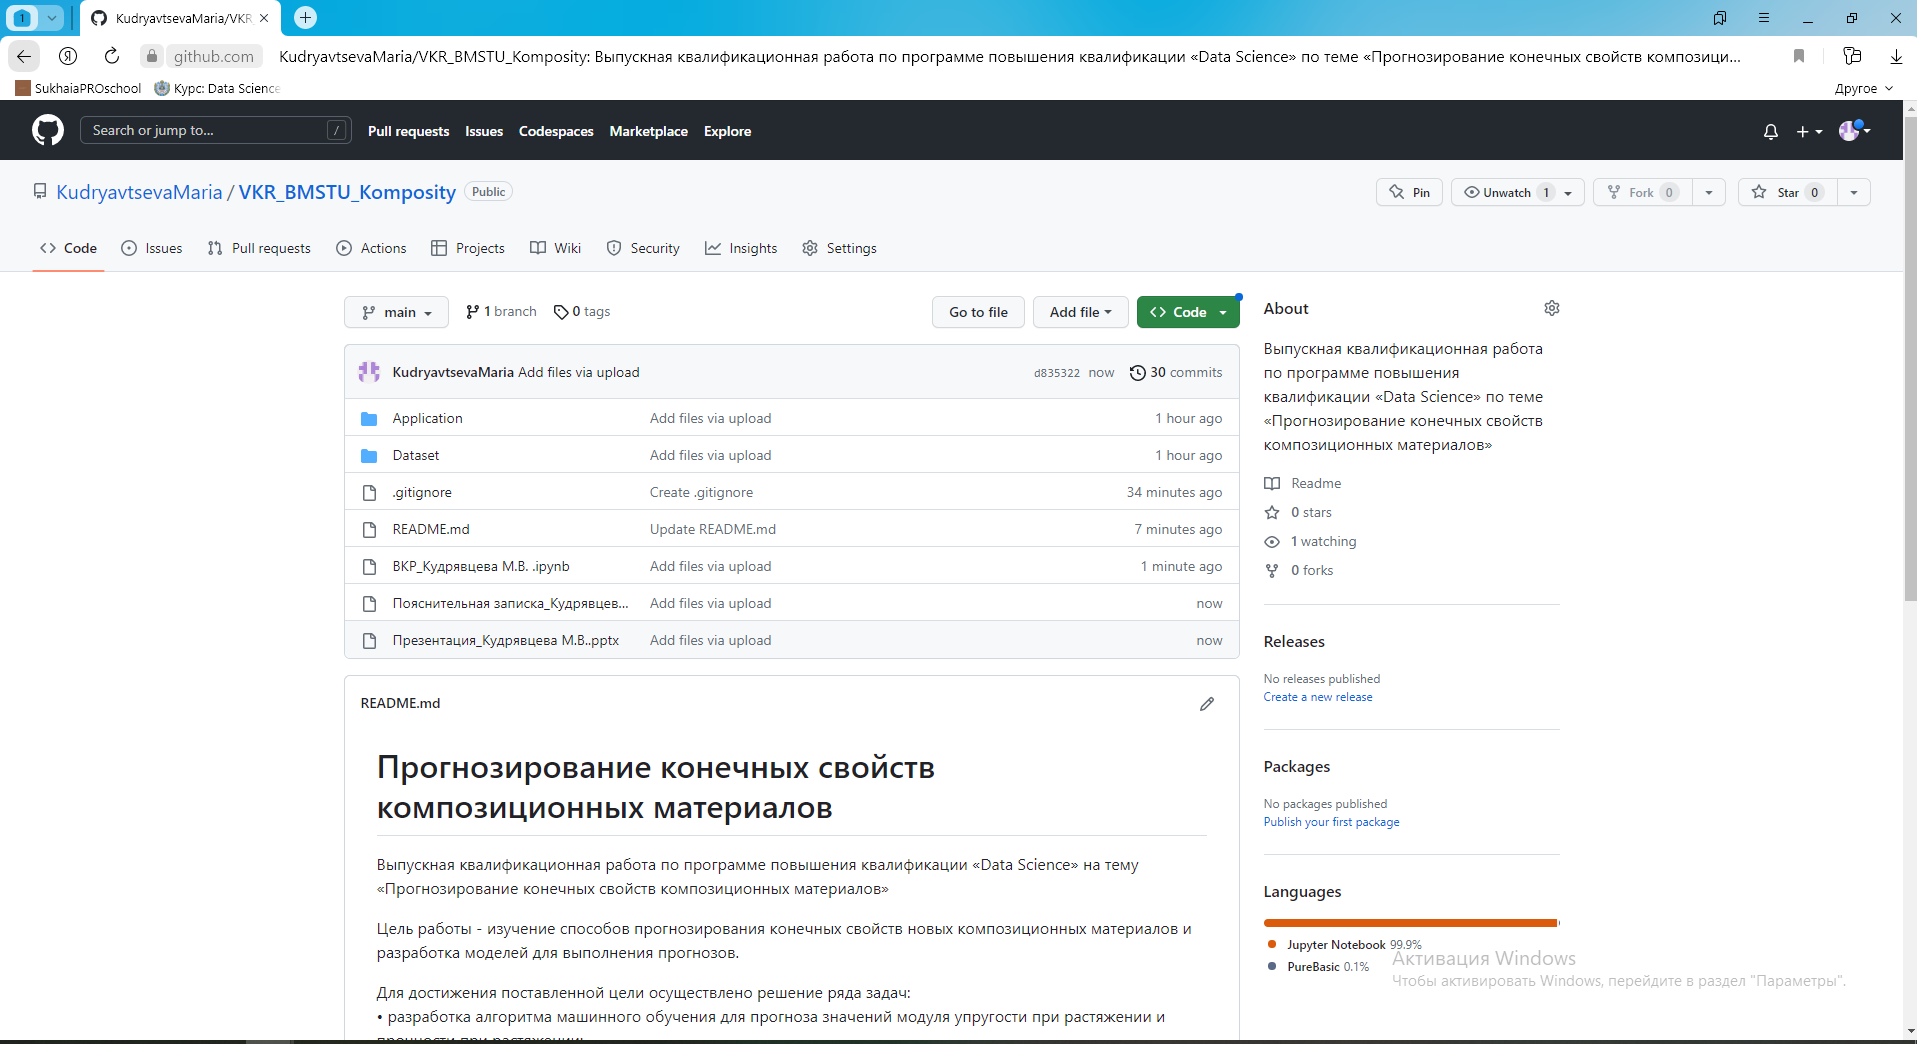 1
KudryavtsevaMaria/VKR_
github.com
KudryavtsevaMaria/VKR_BMSTU_Komposity: Выпускная квалификационная работа по программе повышения квалификации «Data Science» по теме «Прогнозирование конечных свойств композици...
SukhaiaPROschool
Курс: Data Science
Другое
Search or jump to...
/
Pull requests
Issues
Codespaces
Marketplace
Explore
KudryavtsevaMaria / VKR_BMSTU_Komposity
Public
Pin
Unwatch 1
Fork 0
Star 0
Code
Issues
Pull requests
Actions
Projects
Wiki
Security
Insights
Settings
main
1 branch
0 tags
Go to file
Add file
Code
KudryavtsevaMaria Add files via upload
d835322 now
30 commits
Application Add files via upload 1 hour ago
Dataset Add files via upload 1 hour ago
.gitignore Create .gitignore 34 minutes ago
README.md Update README.md 7 minutes ago
ВКР_Кудрявцева М.В. .ipynb Add files via upload 1 minute ago
Пояснительная записка_Кудрявцев... Add files via upload now
Презентация_Кудрявцева М.В..pptx Add files via upload now
README.md
Прогнозирование конечных свойств
композиционных материалов
Выпускная квалификационная работа по программе повышения квалификации «Data Science» на тему
«Прогнозирование конечных свойств композиционных материалов»
Цель работы - изучение способов прогнозирования конечных свойств новых композиционных материалов и
разработка моделей для выполнения прогнозов.
Для достижения поставленной цели осуществлено решение ряда задач:
• разработка алгоритма машинного обучения для прогноза значений модуля упругости при растяжении и
прочности при растяжении;
About
Выпускная квалификационная работа
по программе повышения
квалификации «Data Science» по теме
«Прогнозирование конечных свойств
композиционных материалов»
Readme
0 stars
1 watching
0 forks
Releases
No releases published
Create a new release
Packages
No packages published
Publish your first package
Languages
Jupyter Notebook 99.9%
PureBasic 0.1%
Активация Windows
Чтобы активировать Windows, перейдите в раздел "Параметры".